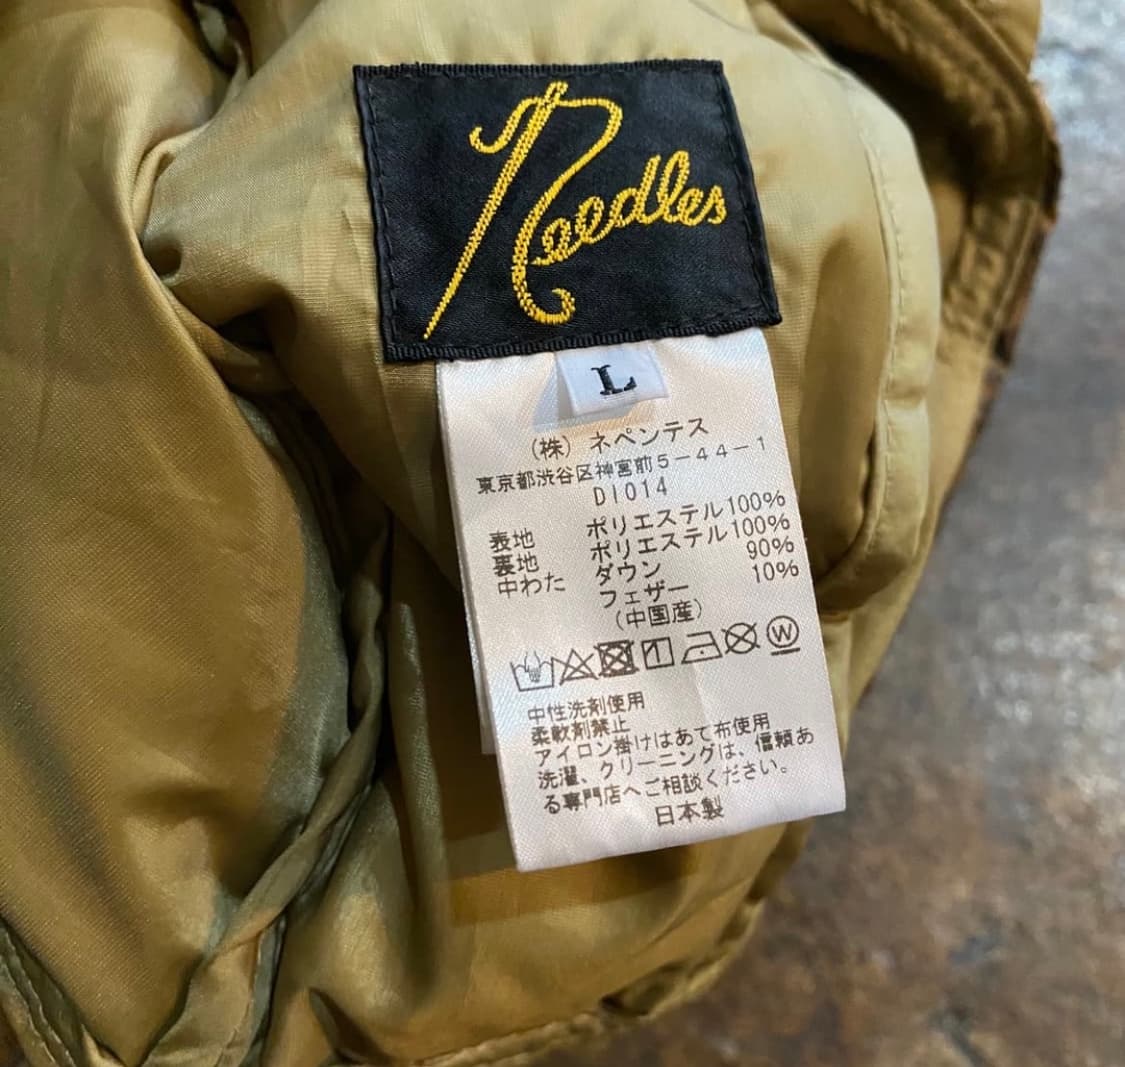 Needles
L
（株）ネペンテス
東京都渋谷区神宮前5－44－1
DI014
表地　ポリエステル100%
裏地　ポリエステル100%
中わた　ダウン　90%
フェザー　10%
（中国産）
W
中性洗剤使用
柔軟剤禁止
アイロン掛けはあて布使用
洗濯、クリーニングは、信頼あ
る専門店へご相談ください。
日本製